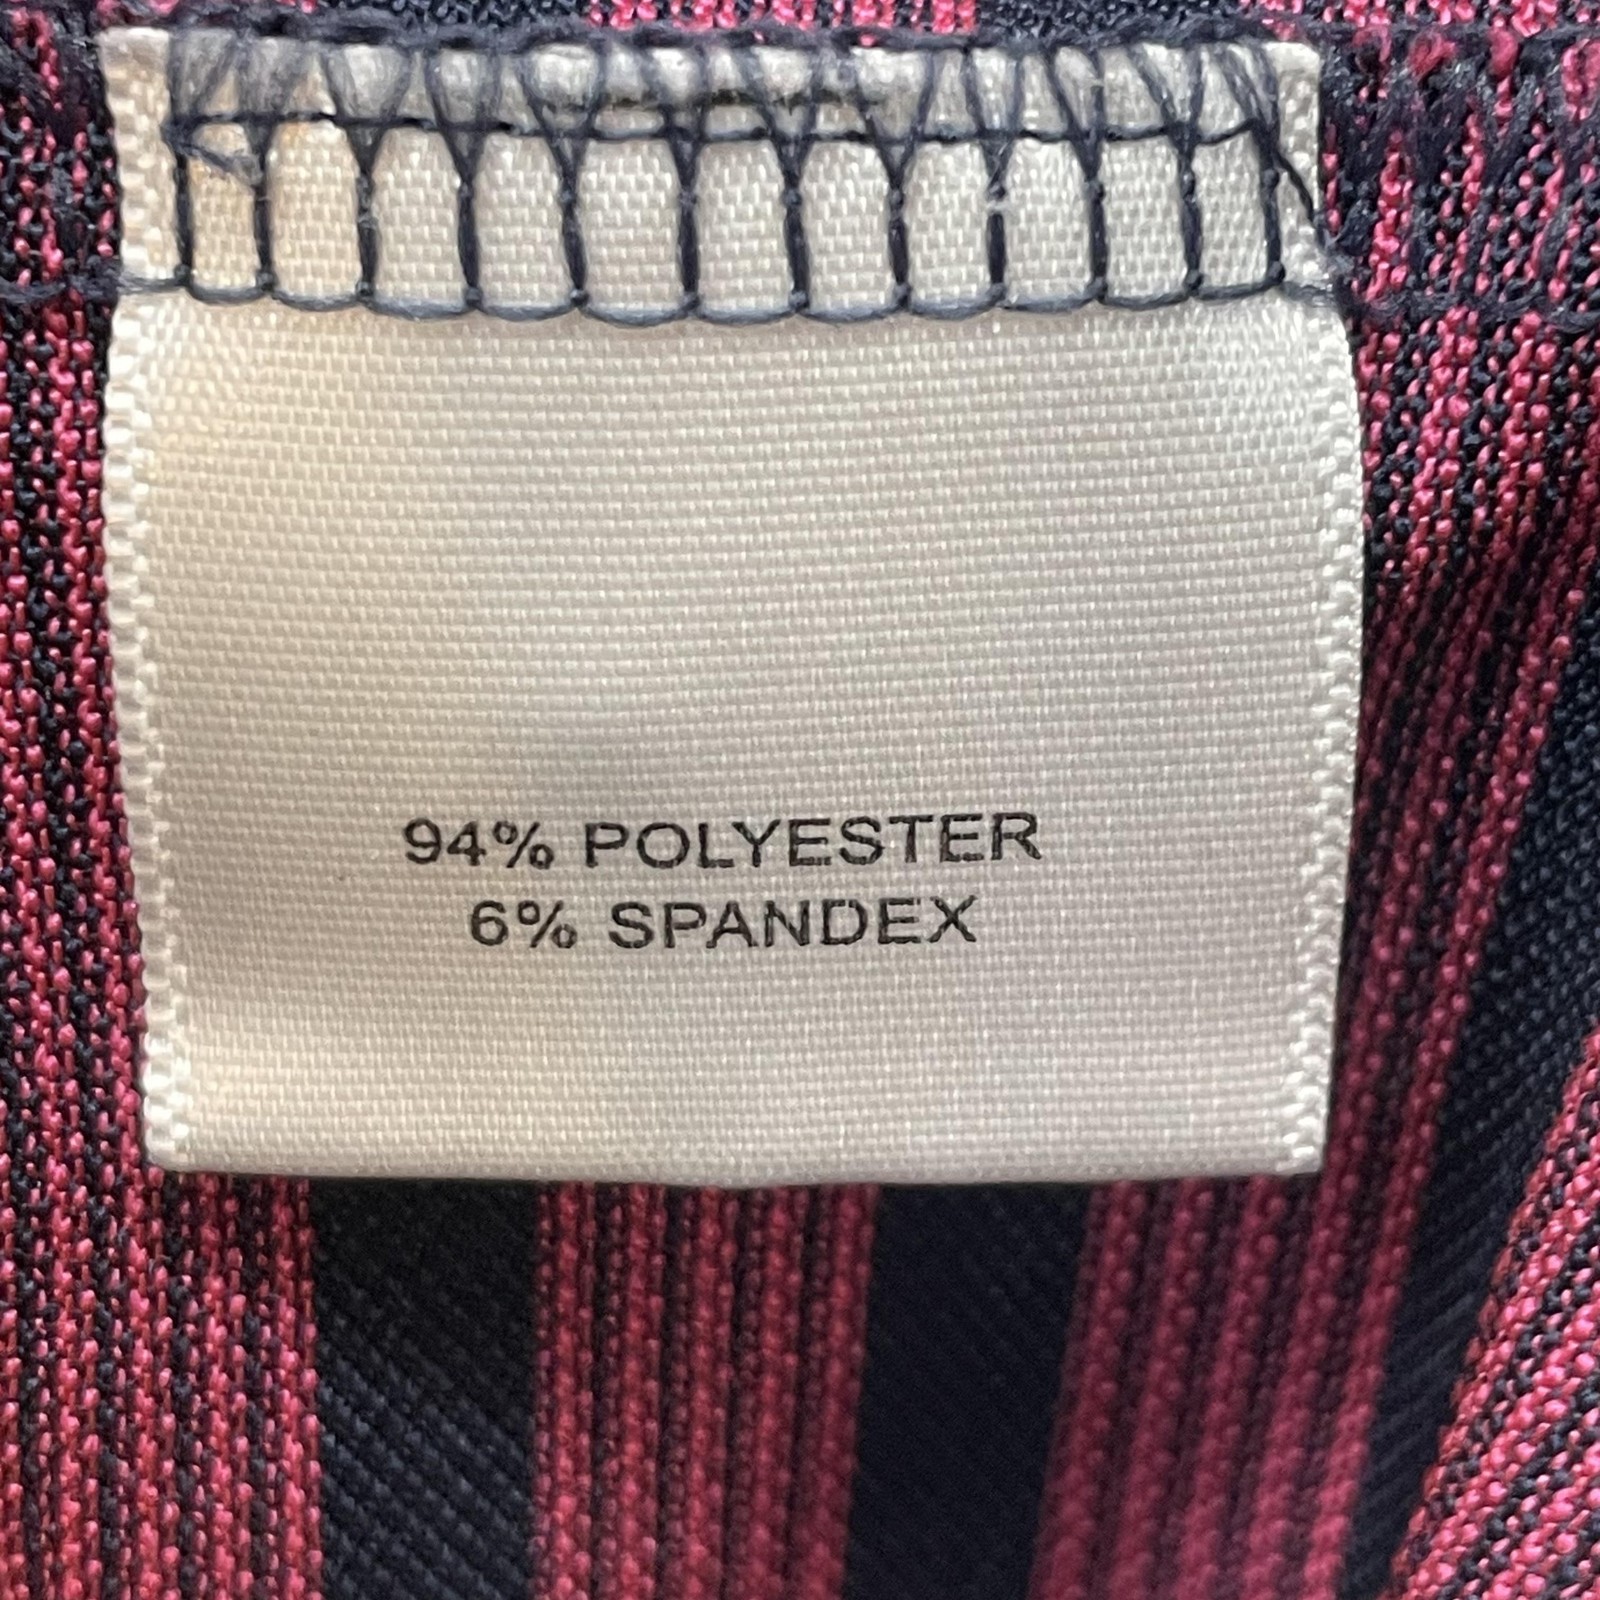 94% POLYESTER
6% SPANDEX